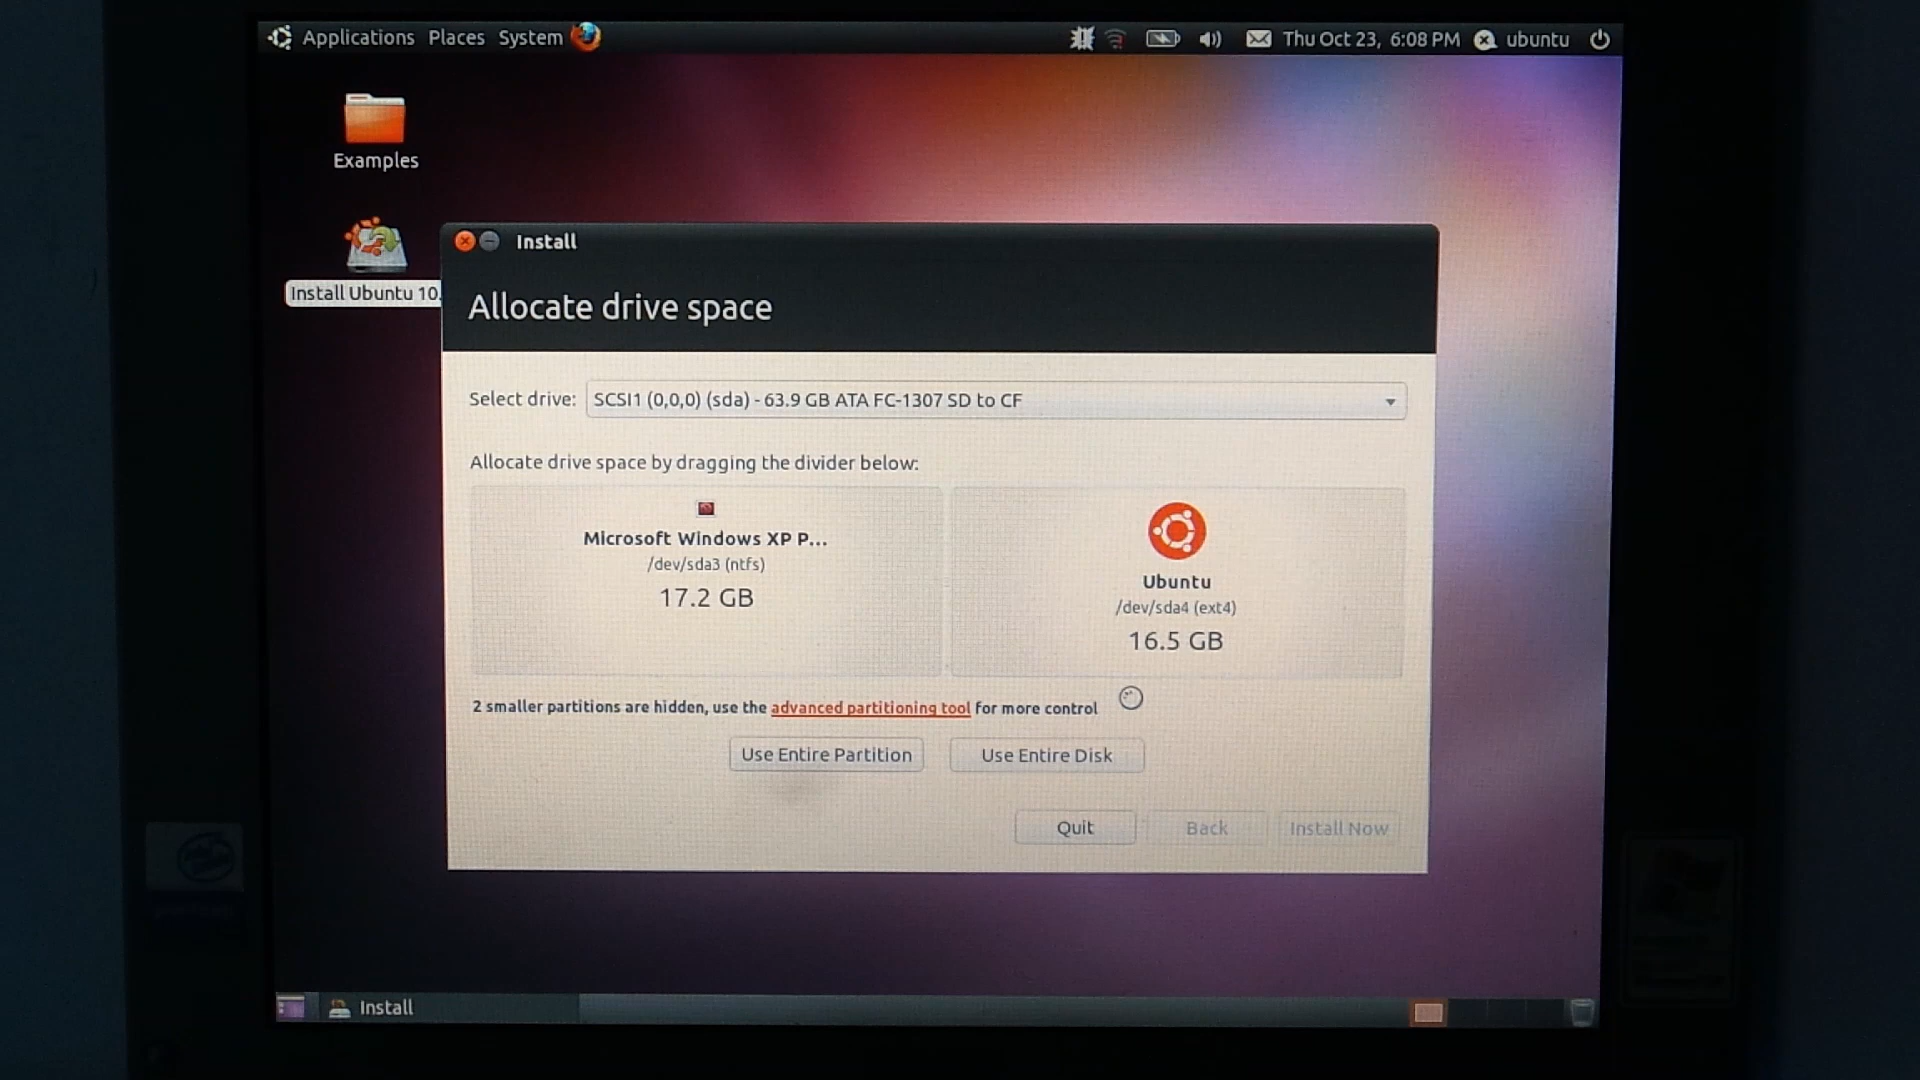 Applications Places System
Thu Oct 23, 6:08 PM ubuntu
Examples
Install Ubuntu 10.
Install
Allocate drive space
Select drive: SCSI1 (0,0,0) (sda) - 63.9 GB ATA FC-1307 SD to CF
Allocate drive space by dragging the divider below:
Microsoft Windows XP P...
/dev/sda3 (ntfs)
17.2 GB
Ubuntu
/dev/sda4 (ext4)
16.5 GB
2 smaller partitions are hidden, use the advanced partitioning tool for more control
Use Entire Partition Use Entire Disk
Quit Back Install Now
Install